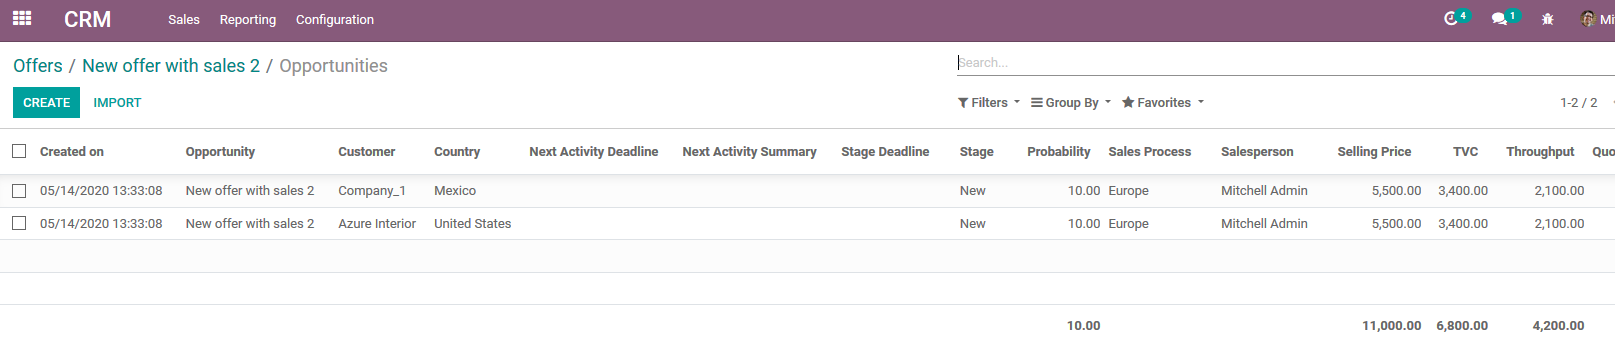 CRM Sales Reporting Configuration 4 1 Mi
Offers / New offer with sales 2 / Opportunities Search...
CREATE IMPORT Filters Group By Favorites 1-2 / 2
Created on Opportunity Customer Country Next Activity Deadline Next Activity Summary Stage Deadline Stage Probability Sales Process Salesperson Selling Price TVC Throughput Quo
05/14/2020 13:33:08 New offer with sales 2 Company_1 Mexico New 10.00 Europe Mitchell Admin 5,500.00 3,400.00 2,100.00
05/14/2020 13:33:08 New offer with sales 2 Azure Interior United States New 10.00 Europe Mitchell Admin 5,500.00 3,400.00 2,100.00
10.00 11,000.00 6,800.00 4,200.00